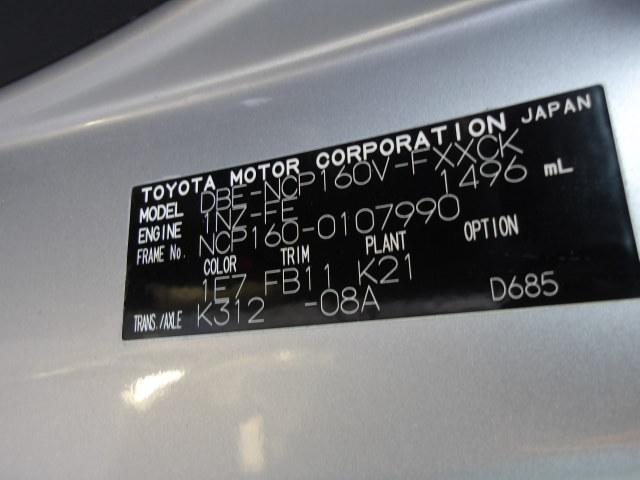 TOYOTA MOTOR CORPORATION JAPAN
MODEL DBE-NCP160V-FXXCK
ENGINE 1NZ-FE 1496 mL
FRAME No. NCP160-0107990
COLOR TRIM PLANT OPTION
1E7 FB11 K21
TRANS./AXLE K312 -08A D685